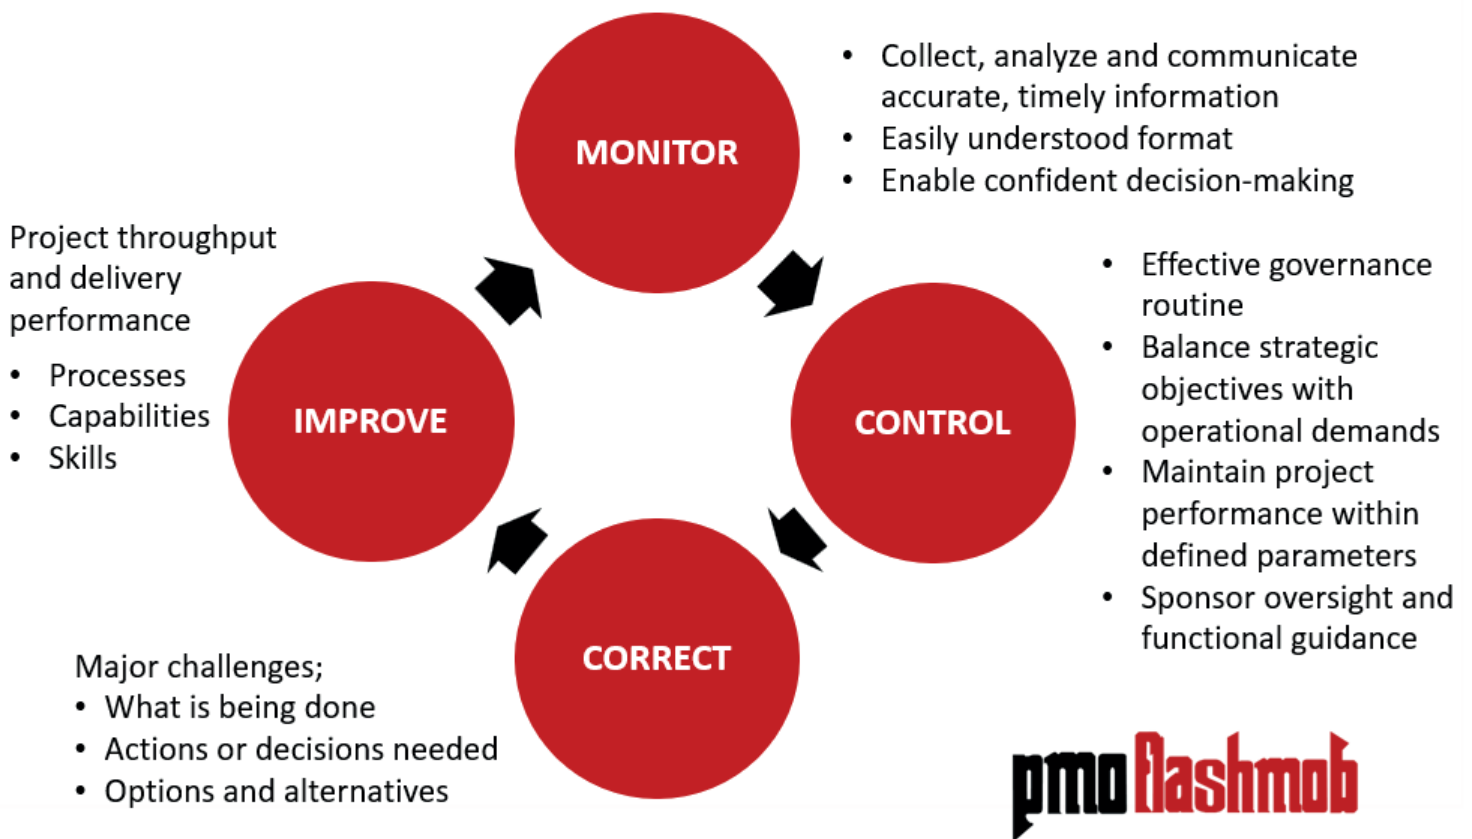 MONITOR
• Collect, analyze and communicate
accurate, timely information
• Easily understood format
• Enable confident decision-making
CONTROL
• Effective governance
routine
• Balance strategic
objectives with
operational demands
• Maintain project
performance within
defined parameters
• Sponsor oversight and
functional guidance
CORRECT
Major challenges;
• What is being done
• Actions or decisions needed
• Options and alternatives
IMPROVE
Project throughput
and delivery
performance
• Processes
• Capabilities
• Skills
pmoflashmob